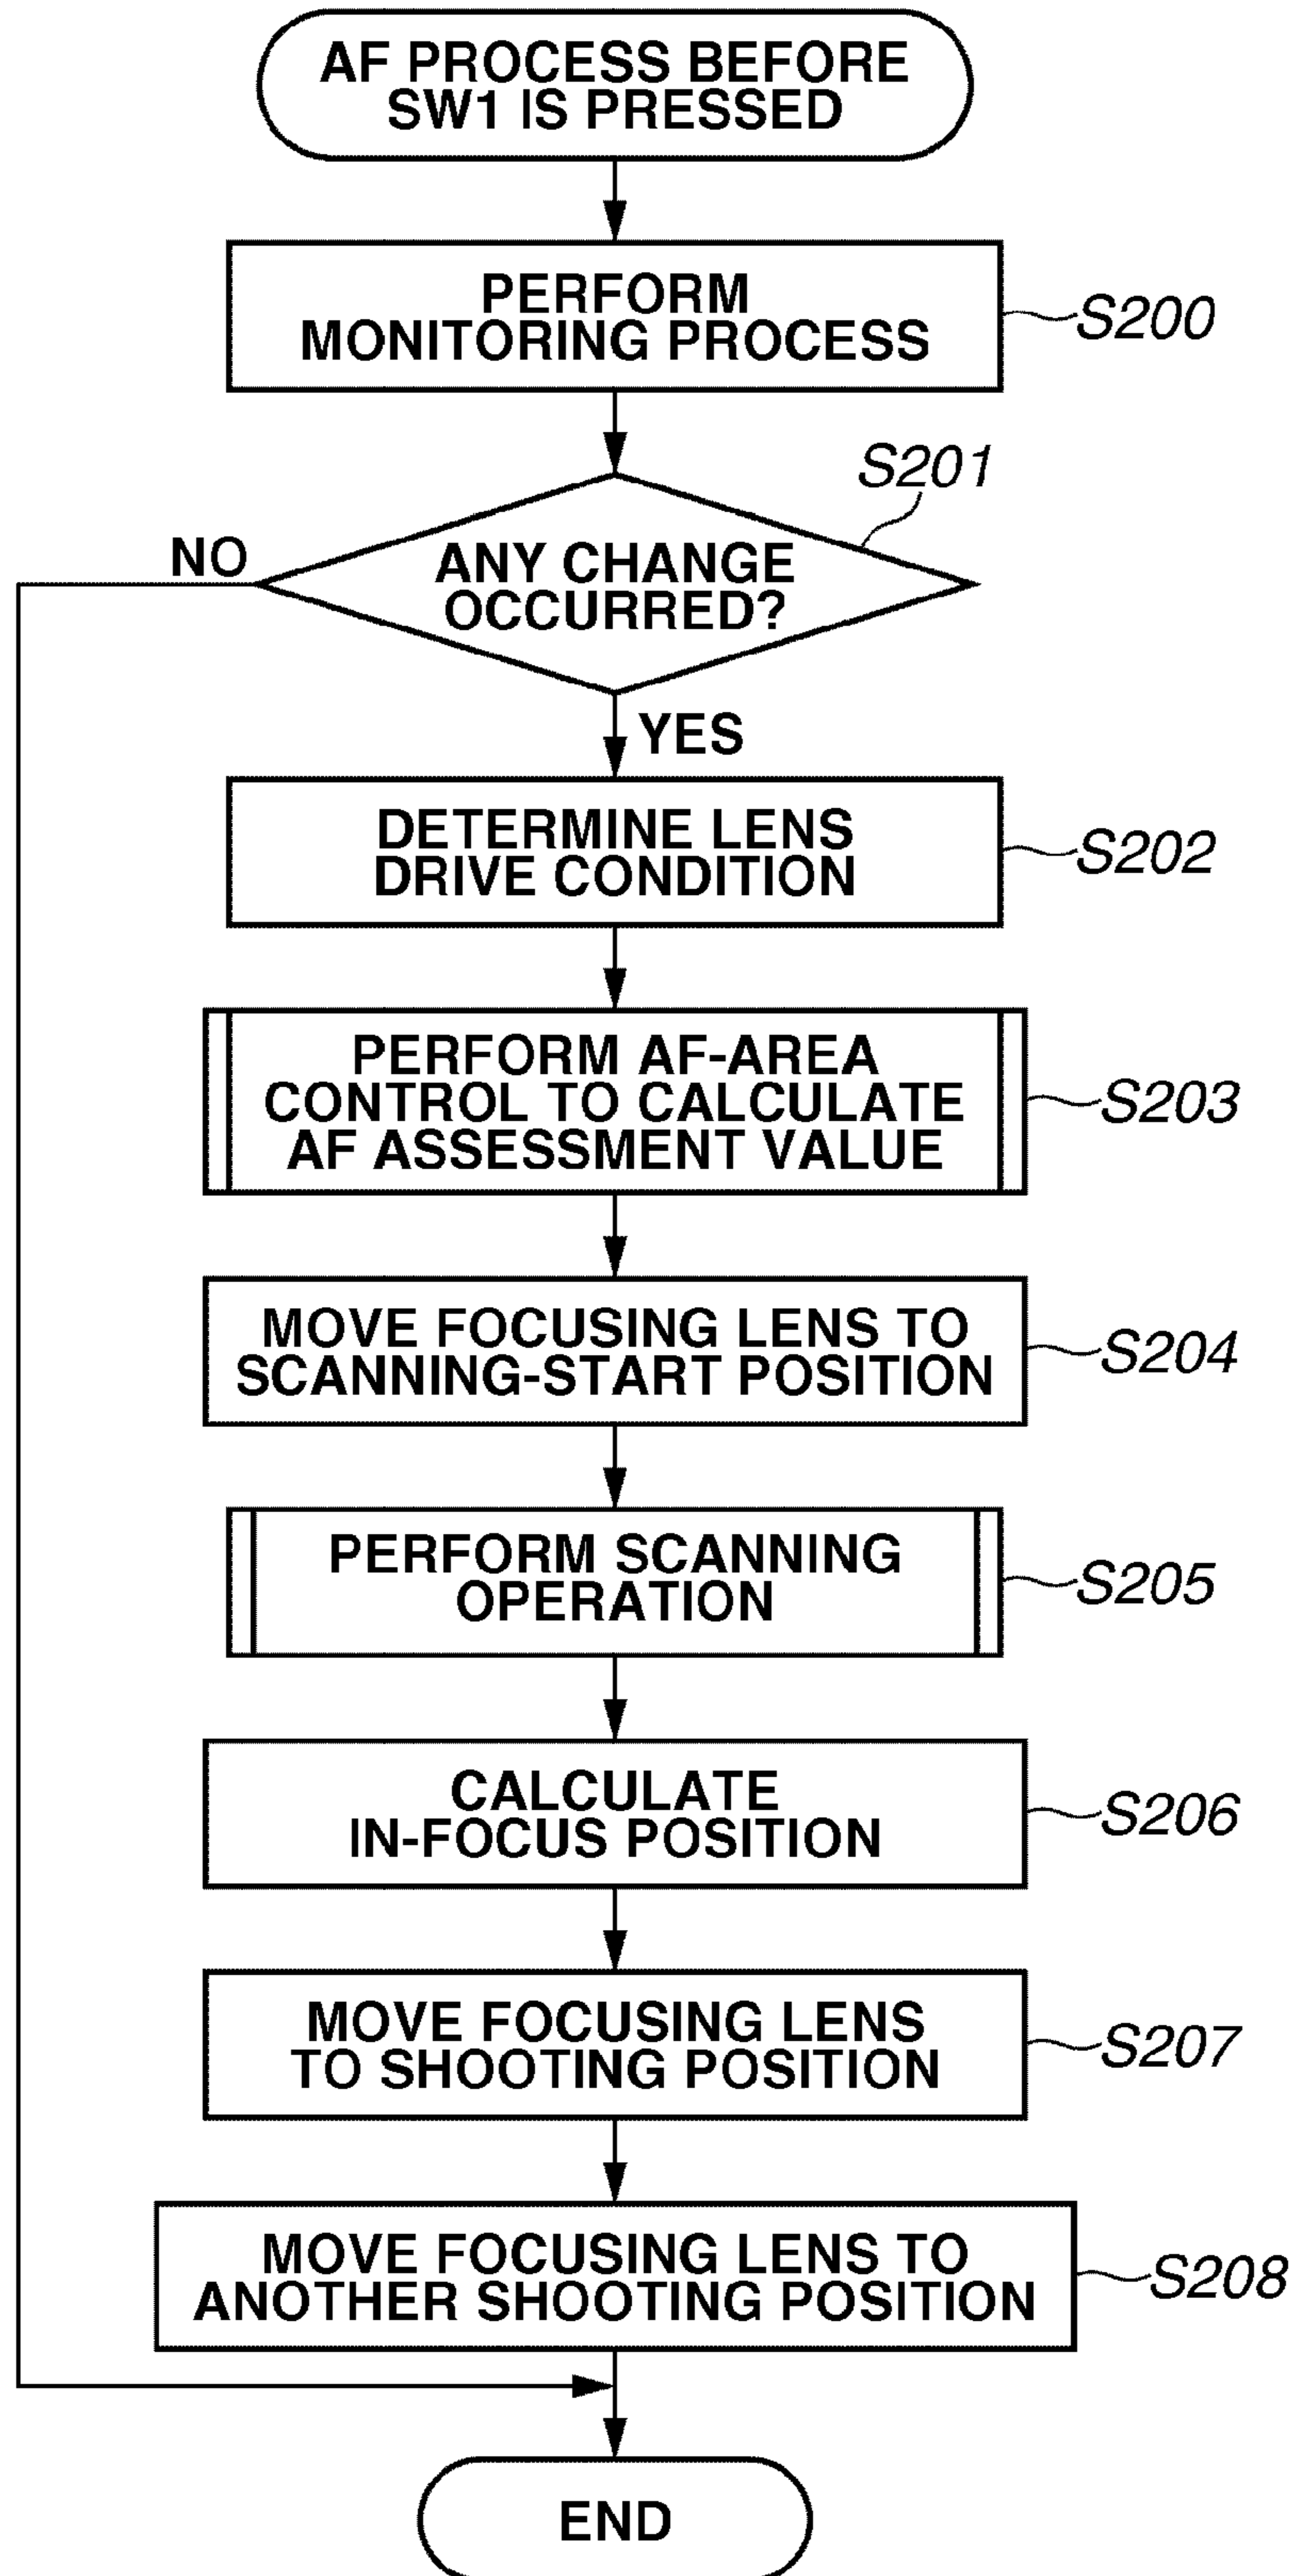 AF PROCESS BEFORE
SW1 IS PRESSED
PERFORM
MONITORING PROCESS
S200
S201
NO
ANY CHANGE
OCCURRED?
YES
DETERMINE LENS
DRIVE CONDITION
S202
PERFORM AF-AREA
CONTROL TO CALCULATE
AF ASSESSMENT VALUE
S203
MOVE FOCUSING LENS TO
SCANNING-START POSITION
S204
PERFORM SCANNING
OPERATION
S205
CALCULATE
IN-FOCUS POSITION
S206
MOVE FOCUSING LENS
TO SHOOTING POSITION
S207
MOVE FOCUSING LENS TO
ANOTHER SHOOTING POSITION
S208
END